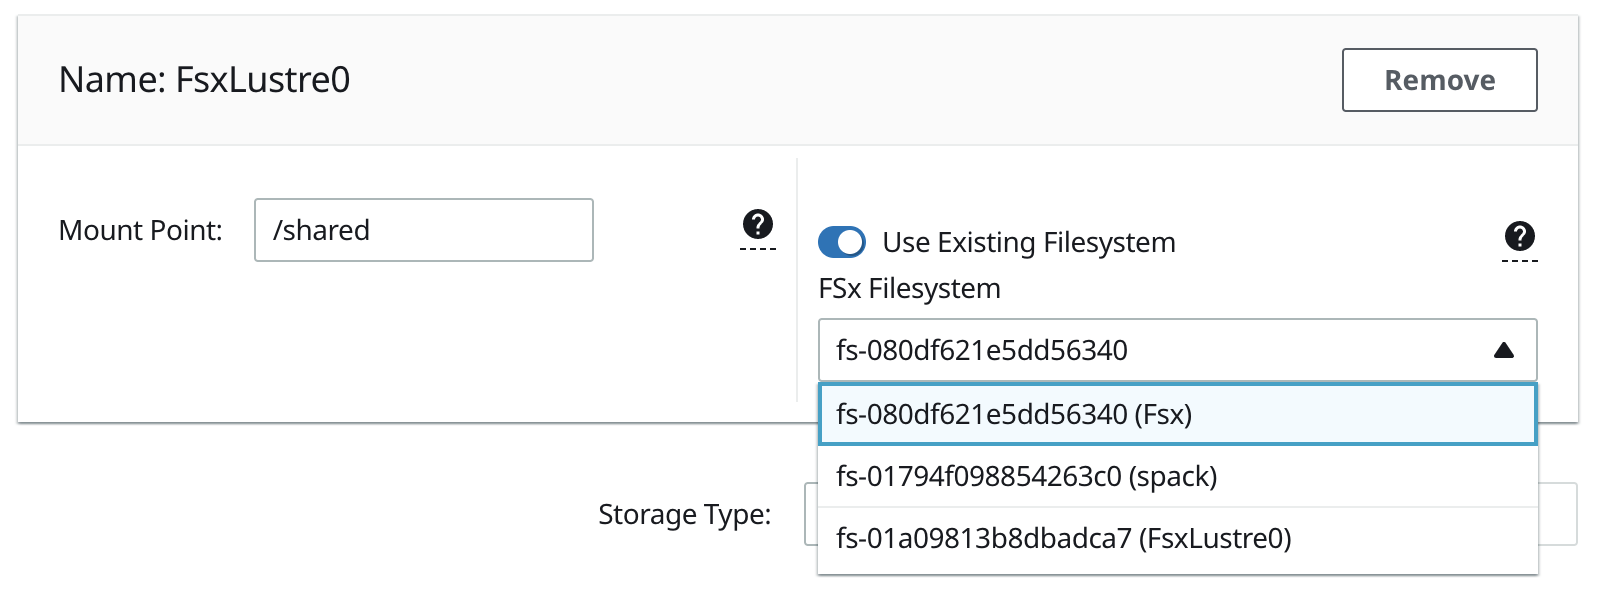 Name: FsxLustre0
Remove
Mount Point:
/shared
Use Existing Filesystem
FSx Filesystem
fs-080df621e5dd56340
fs-080df621e5dd56340 (Fsx)
fs-01794f098854263c0 (spack)
Storage Type:
fs-01a09813b8dbadca7 (FsxLustre0)